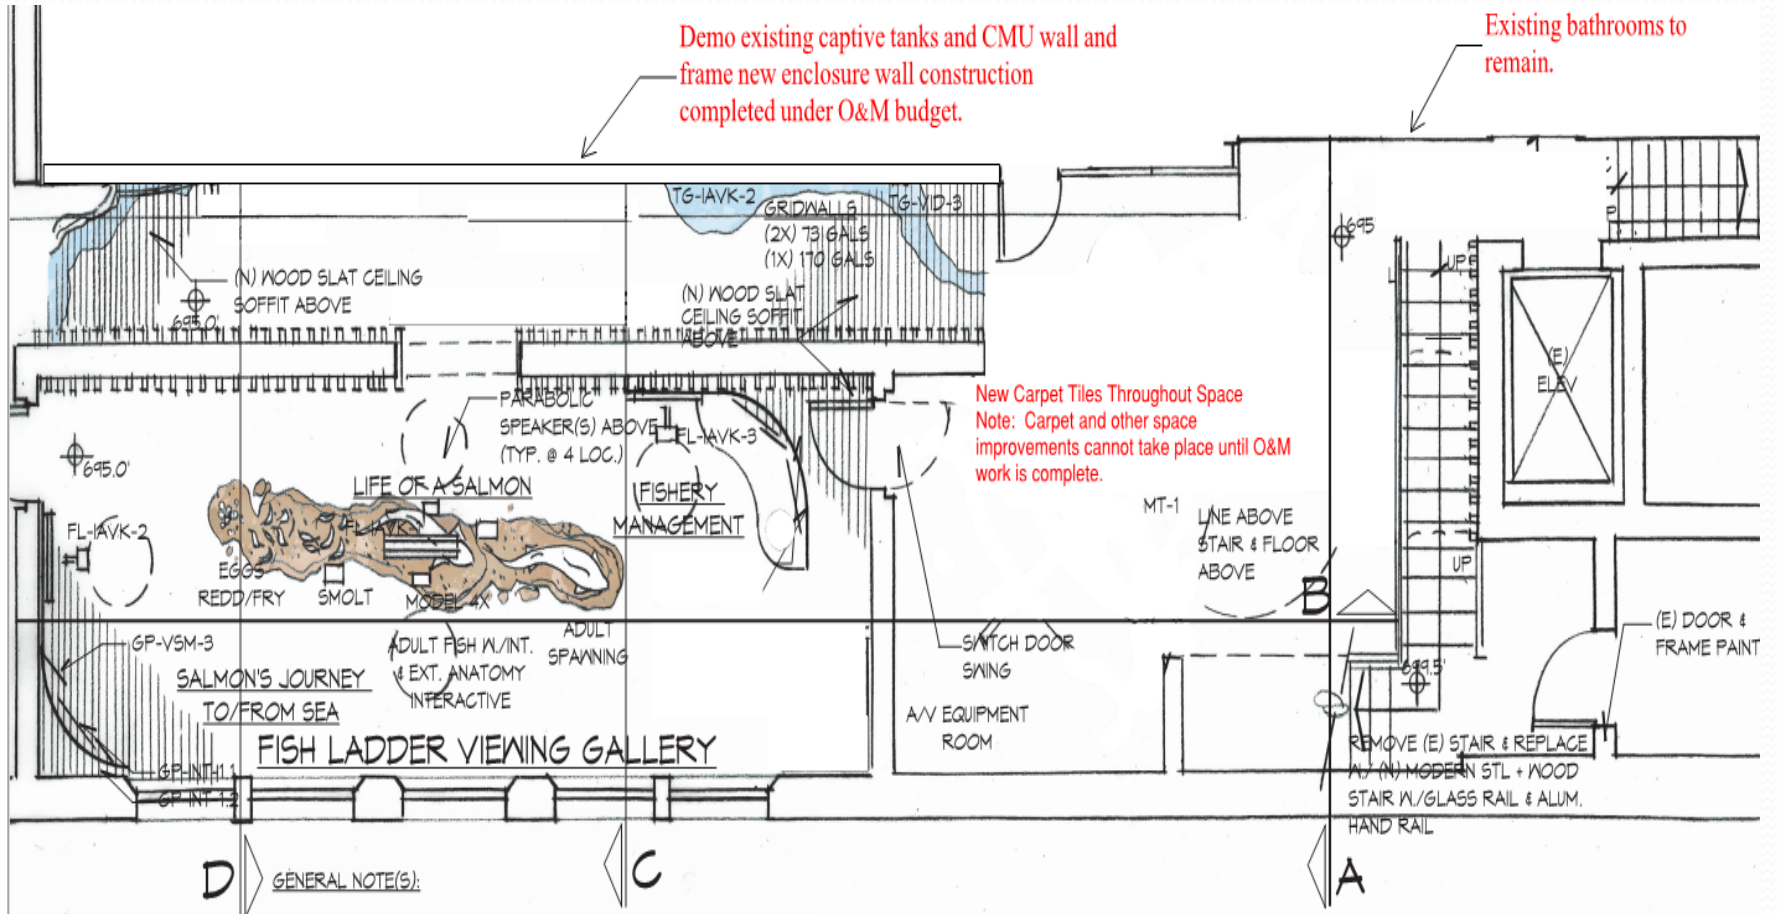 Demo existing captive tanks and CMU wall and
frame new enclosure wall construction
completed under O&M budget.
Existing bathrooms to
remain.
TG-IAVK-2
TG-VID-3
GRIDWALLS
(2X) 73 GALS
(1X) 170 GALS
695
(N) WOOD SLAT CEILING
SOFFIT ABOVE
695.0'
(N) WOOD SLAT
CEILING SOFFIT
ABOVE
UP
(E)
ELEV
New Carpet Tiles Throughout Space
Note: Carpet and other space
improvements cannot take place until O&M
work is complete.
PARABOLIC
SPEAKER(S) ABOVE
(TYP. @ 4 LOC.)
FL-IAVK-3
695.0'
LIFE OF A SALMON
FISHERY
MANAGEMENT
MT-1
LINE ABOVE
STAIR & FLOOR
ABOVE
FL-IAVK-2
FL-IAVK-
EGGS
REDD/FRY
SMOLT
MODEL 4X
UP
B
GP-VSM-3
ADULT FISH W./INT.
& EXT. ANATOMY
INTERACTIVE
ADULT
SPAWNING
SWITCH DOOR
SWING
(E) DOOR &
FRAME PAINT
SALMON'S JOURNEY
TO/FROM SEA
699.5'
A/V EQUIPMENT
ROOM
FISH LADDER VIEWING GALLERY
GP-INT-1.1
GP-INT-1.2
REMOVE (E) STAIR & REPLACE
W./ (N) MODERN STL + WOOD
STAIR W./GLASS RAIL & ALUM.
HAND RAIL
D
GENERAL NOTE(S):
C
A